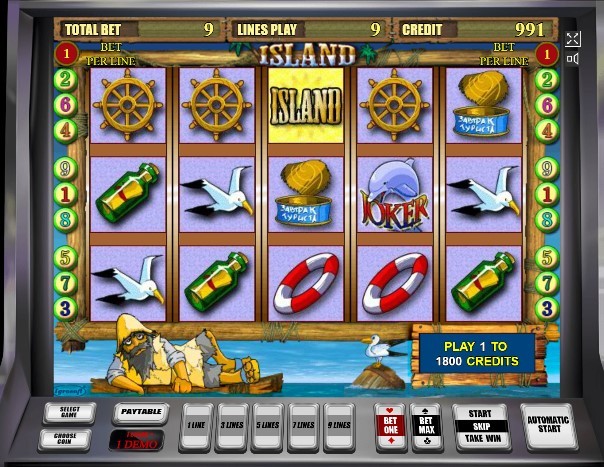 TOTAL BET 9 LINES PLAY 9 CREDIT 991
1 BET PER LINE ISLAND BET PER LINE 1
2 2
6 ISLAND 6
4 ЗАВТРАК ТУРИСТА 4
9 9
1 1
8 ЗАВТРАК ТУРИСТА JOKER 8
5 5
7 7
3 3
PLAY 1 TO
1800 CREDITS
SELECT GAME
CHOOSE COIN
PAYTABLE
1 DEMO
1 LINE
3 LINES
5 LINES
7 LINES
9 LINES
BET ONE
BET MAX
START
SKIP
TAKE WIN
AUTOMATIC
START